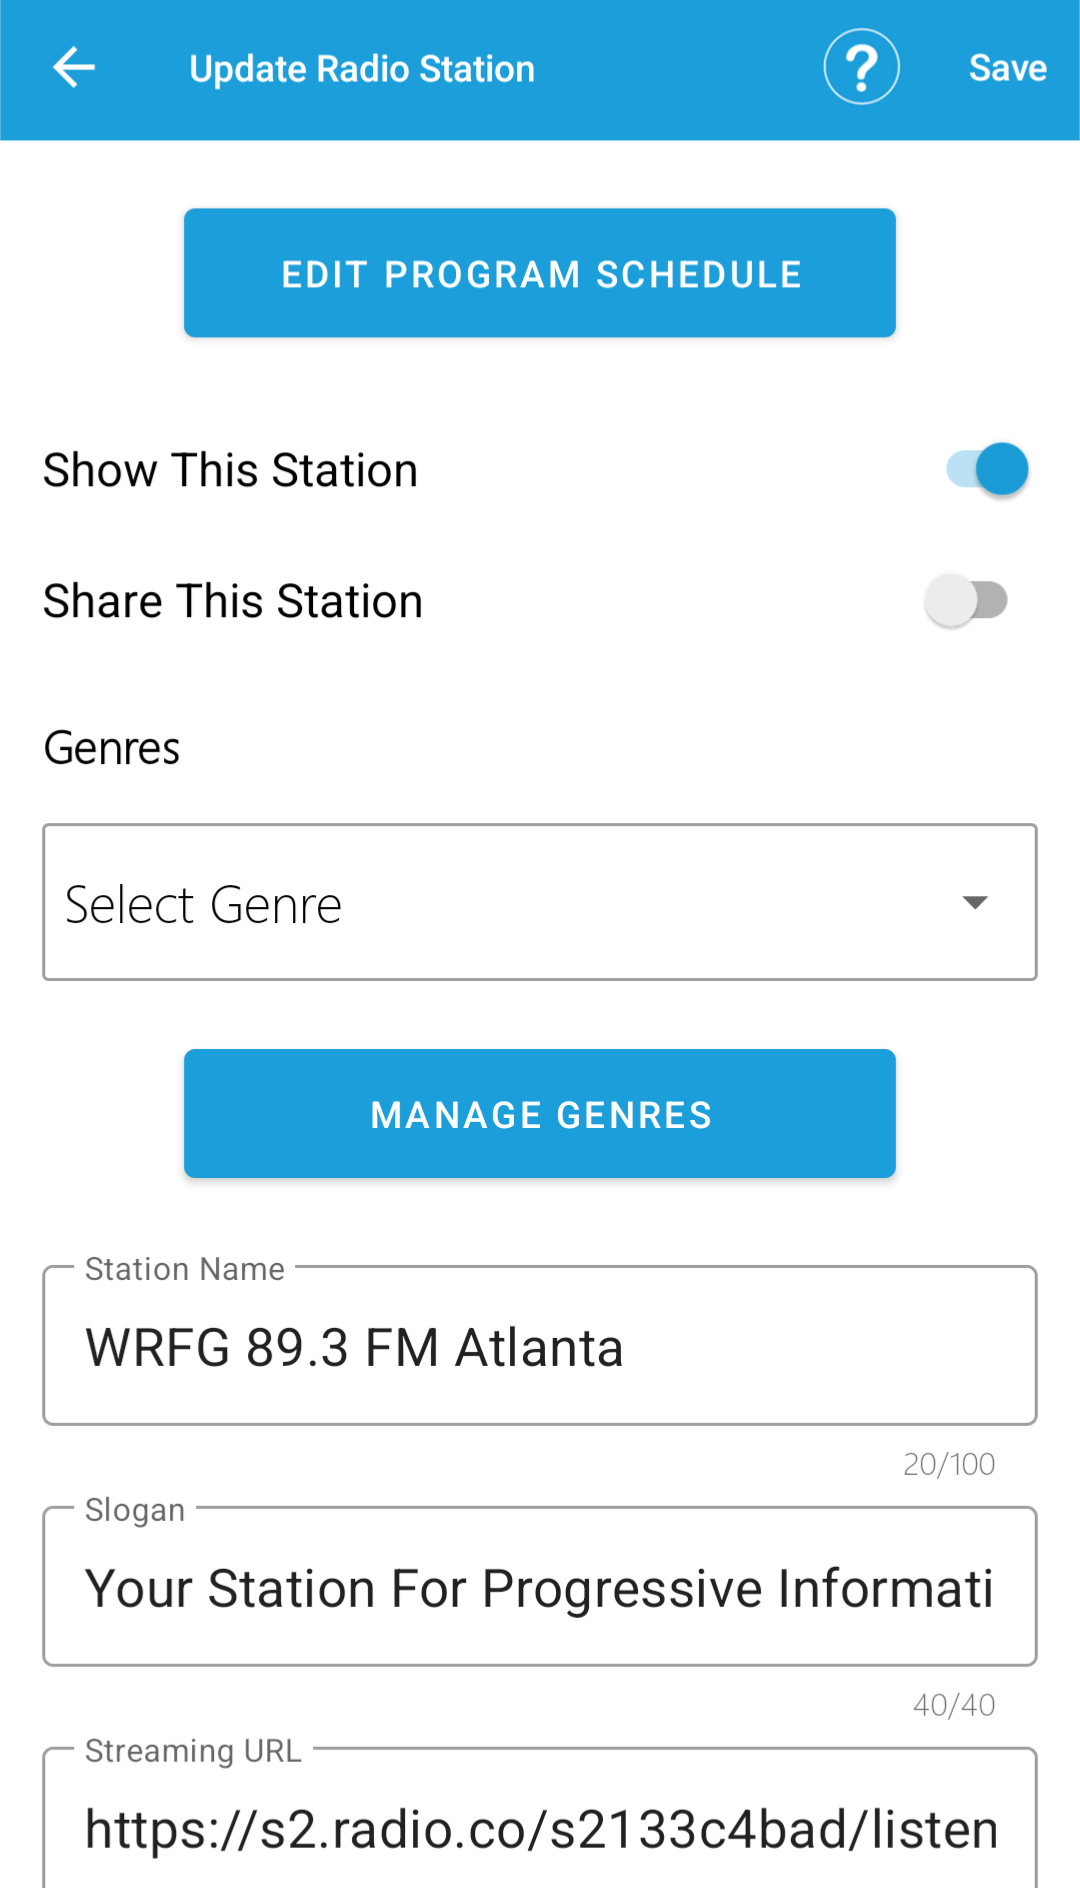 Update Radio Station
?
Save
EDIT PROGRAM SCHEDULE
Show This Station
Share This Station
Genres
Select Genre
MANAGE GENRES
Station Name
WRFG 89.3 FM Atlanta
20/100
Slogan
Your Station For Progressive Informati
40/40
Streaming URL
https://s2.radio.co/s2133c4bad/listen